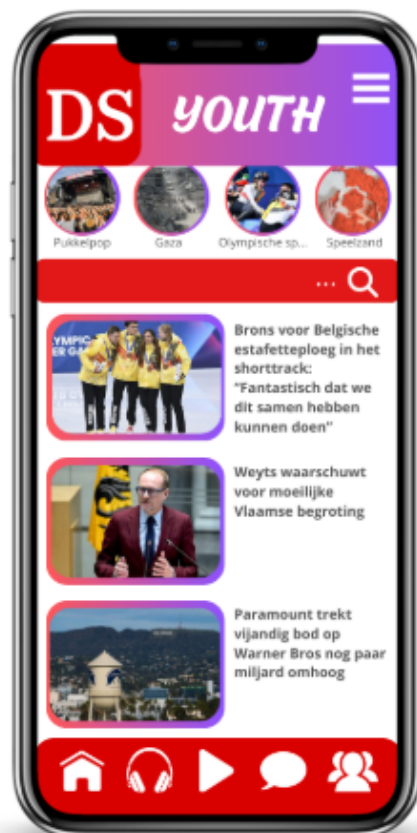 DS YOUTH
Pukkelpop Gaza Olympische sp... Speelzand
...
Brons voor Belgische
estafetteploeg in het
shorttrack:
"Fantastisch dat we
dit samen hebben
kunnen doen"
Weyts waarschuwt
voor moeilijke
Vlaamse begroting
Paramount trekt
vijandig bod op
Warner Bros nog paar
miljard omhoog